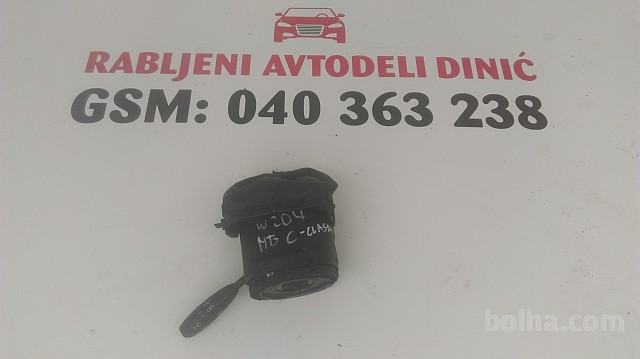 RABLJENI AVTODELI DINIĆ
GSM: 040 363 238
W204
MB C-CLASS
bolha.com